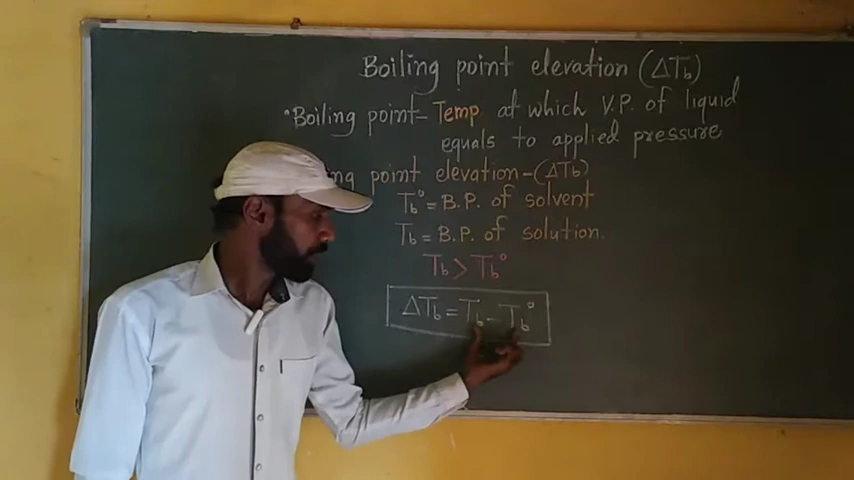 Boiling point elevation (ΔTb)
•Boiling point - Temp at which V.P. of liquid
equals to applied pressure
point elevation - (ΔTb)
Tb° = B.P. of solvent
Tb = B.P. of solution.
Tb > Tb°
ΔTb = Tb - Tb°